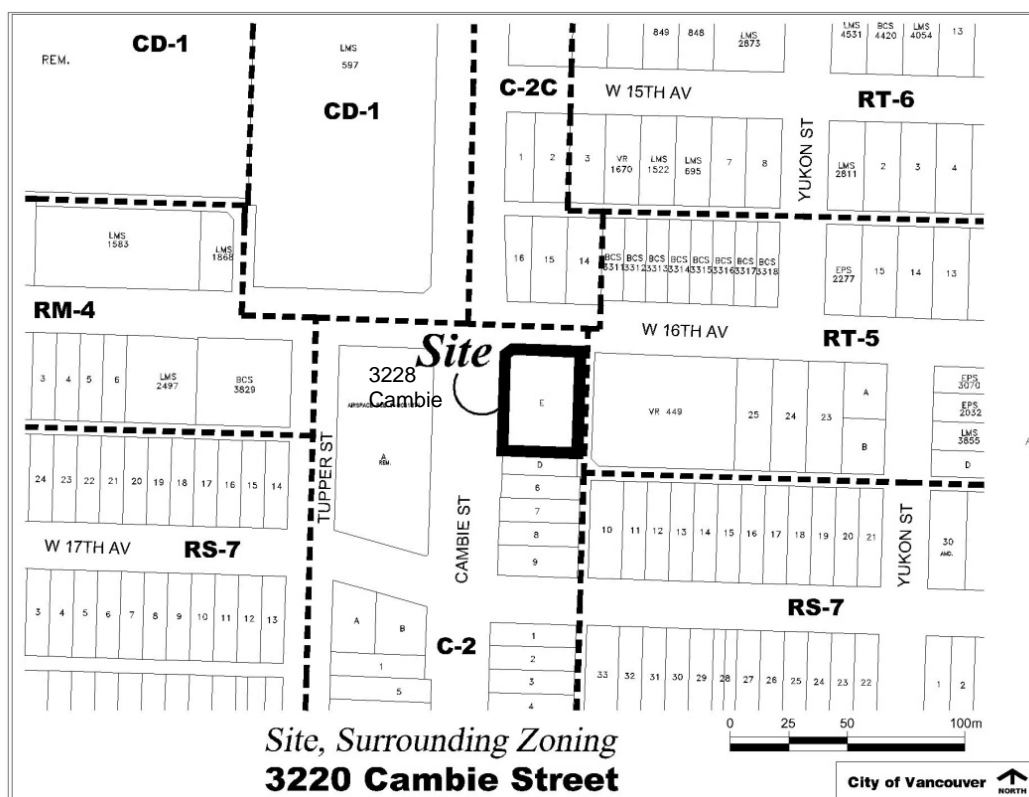 CD-1
REM.
LMS
597
CD-1
C-2C
849
848
LMS
2873
LMS
4531
BCS
4420
LMS
4054
13
W 15TH AV
RT-6
1
2
3
VR
1670
LMS
1522
LMS
695
7
8
YUKON ST
LMS
2811
2
3
4
LMS
1583
LMS
1868
16
15
14
BCS
3311
BCS
3312
BCS
3313
BCS
3314
BCS
3315
BCS
3316
BCS
3317
BCS
3318
EPS
2277
15
14
13
RM-4
W 16TH AV
RT-5
Site
3
4
5
6
LMS
2497
BCS
3829
3228
Cambie
E
VR 449
25
24
23
A
B
EPS
3070
EPS
2032
LMS
3855
D
A
REM.
TUPPER ST
D
6
7
8
9
24
23
22
21
20
19
18
17
16
15
14
CAMBIE ST
10
11
12
13
14
15
16
17
18
19
20
21
YUKON ST
30
AMD.
W 17TH AV
RS-7
RS-7
3
4
5
6
7
8
9
10
11
12
13
A
B
1
5
C-2
1
2
3
4
33
32
31
30
29
28
27
26
25
24
23
22
1
2
Site, Surrounding Zoning
3220 Cambie Street
0 25 50 100m
City of Vancouver
NORTH